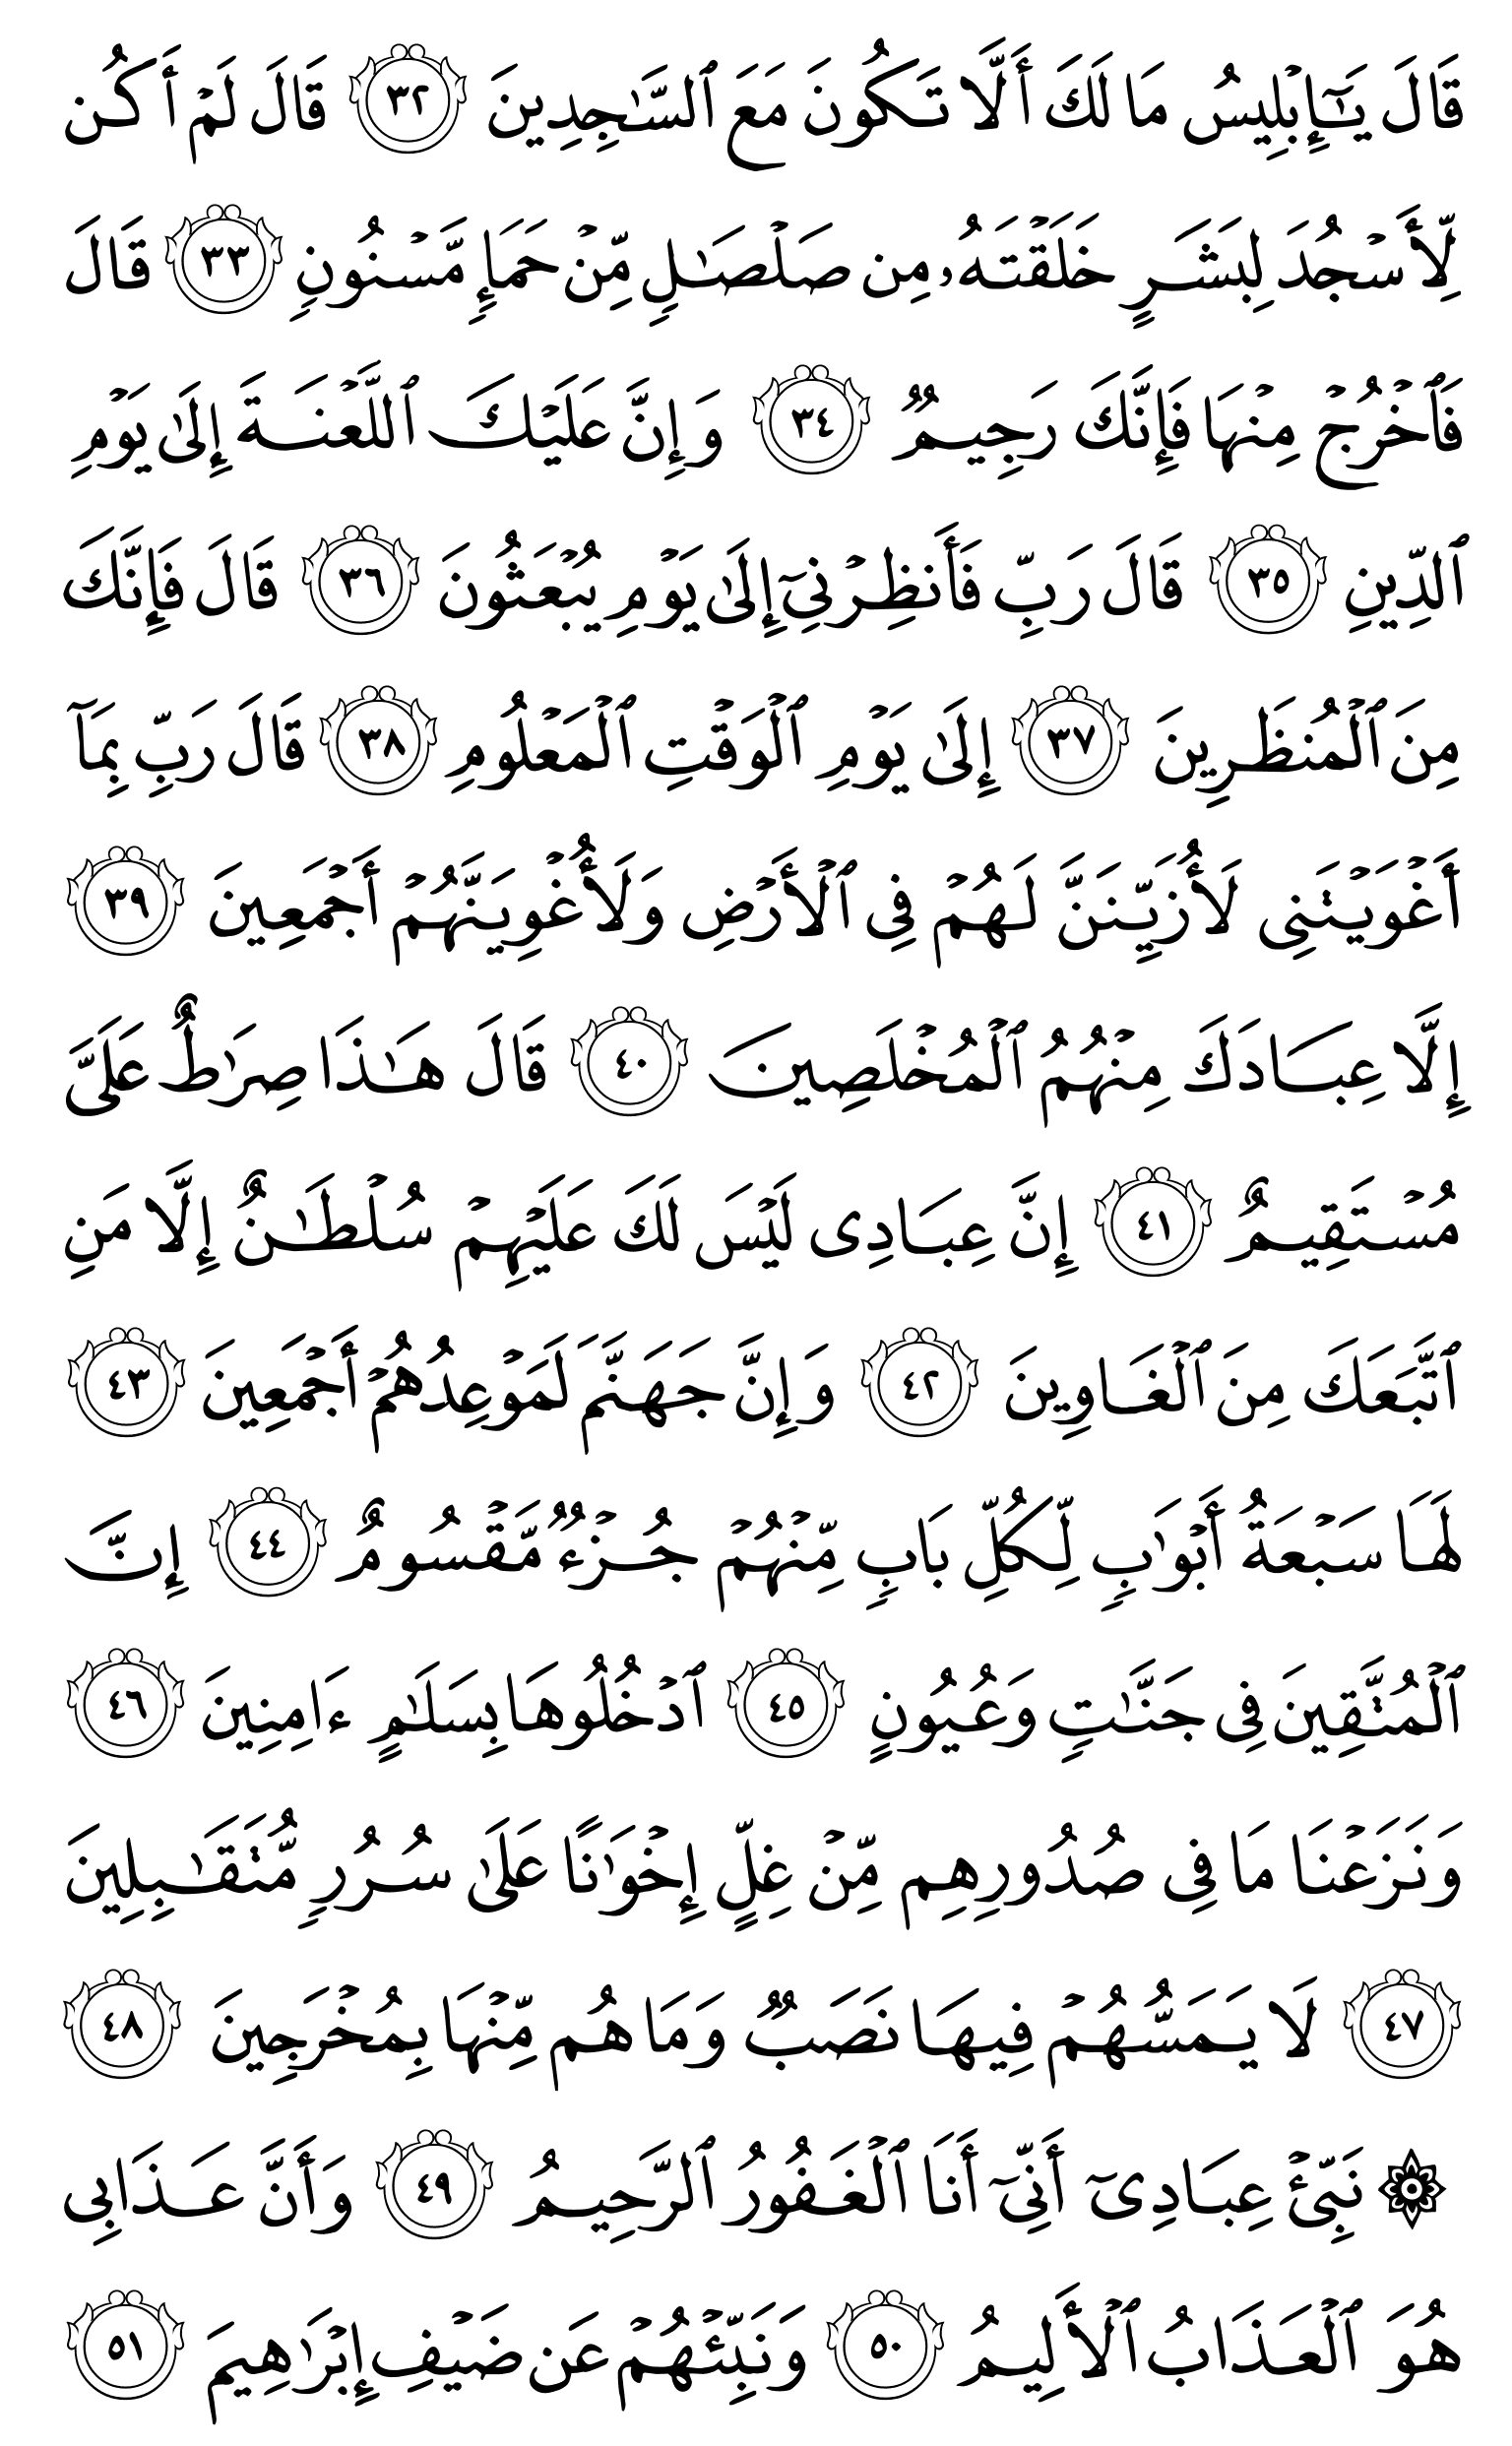 قَالَ يَـٰٓإِبۡلِيسُ مَا لَكَ أَلَّا تَكُونَ مَعَ ٱلسَّـٰجِدِينَ ٣٢ قَالَ لَمۡ أَكُن
لِّأَسۡجُدَ لِبَشَرٍ خَلَقۡتَهُۥ مِن صَلۡصَـٰلٍ مِّنۡ حَمَإٍ مَّسۡنُونٍ ٣٣ قَالَ
فَٱخۡرُجۡ مِنۡهَا فَإِنَّكَ رَجِيمٌ ٣٤ وَإِنَّ عَلَيۡكَ ٱللَّعۡنَةَ إِلَىٰ يَوۡمِ
ٱلدِّينِ ٣٥ قَالَ رَبِّ فَأَنظِرۡنِيٓ إِلَىٰ يَوۡمِ يُبۡعَثُونَ ٣٦ قَالَ فَإِنَّكَ
مِنَ ٱلۡمُنظَرِينَ ٣٧ إِلَىٰ يَوۡمِ ٱلۡوَقۡتِ ٱلۡمَعۡلُومِ ٣٨ قَالَ رَبِّ بِمَآ
أَغۡوَيۡتَنِي لَأُزَيِّنَنَّ لَهُمۡ فِي ٱلۡأَرۡضِ وَلَأُغۡوِيَنَّهُمۡ أَجۡمَعِينَ ٣٩
إِلَّا عِبَادَكَ مِنۡهُمُ ٱلۡمُخۡلَصِينَ ٤٠ قَالَ هَـٰذَا صِرَٰطٌ عَلَيَّ
مُسۡتَقِيمٌ ٤١ إِنَّ عِبَادِي لَيۡسَ لَكَ عَلَيۡهِمۡ سُلۡطَـٰنٌ إِلَّا مَنِ
ٱتَّبَعَكَ مِنَ ٱلۡغَاوِينَ ٤٢ وَإِنَّ جَهَنَّمَ لَمَوۡعِدُهُمۡ أَجۡمَعِينَ ٤٣
لَهَا سَبۡعَةُ أَبۡوَٰبٍ لِّكُلِّ بَابٍ مِّنۡهُمۡ جُزۡءٌ مَّقۡسُومٌ ٤٤ إِنَّ
ٱلۡمُتَّقِينَ فِي جَنَّـٰتٍ وَعُيُونٍ ٤٥ ٱدۡخُلُوهَا بِسَلَـٰمٍ ءَامِنِينَ ٤٦
وَنَزَعۡنَا مَا فِي صُدُورِهِم مِّنۡ غِلٍّ إِخۡوَٰنًا عَلَىٰ سُرُرٍ مُّتَقَـٰبِلِينَ
٤٧ لَا يَمَسُّهُمۡ فِيهَا نَصَبٌ وَمَا هُم مِّنۡهَا بِمُخۡرَجِينَ ٤٨
۞ نَبِّئۡ عِبَادِيٓ أَنِّيٓ أَنَا ٱلۡغَفُورُ ٱلرَّحِيمُ ٤٩ وَأَنَّ عَذَابِي
هُوَ ٱلۡعَذَابُ ٱلۡأَلِيمُ ٥٠ وَنَبِّئۡهُمۡ عَن ضَيۡفِ إِبۡرَٰهِيمَ ٥١